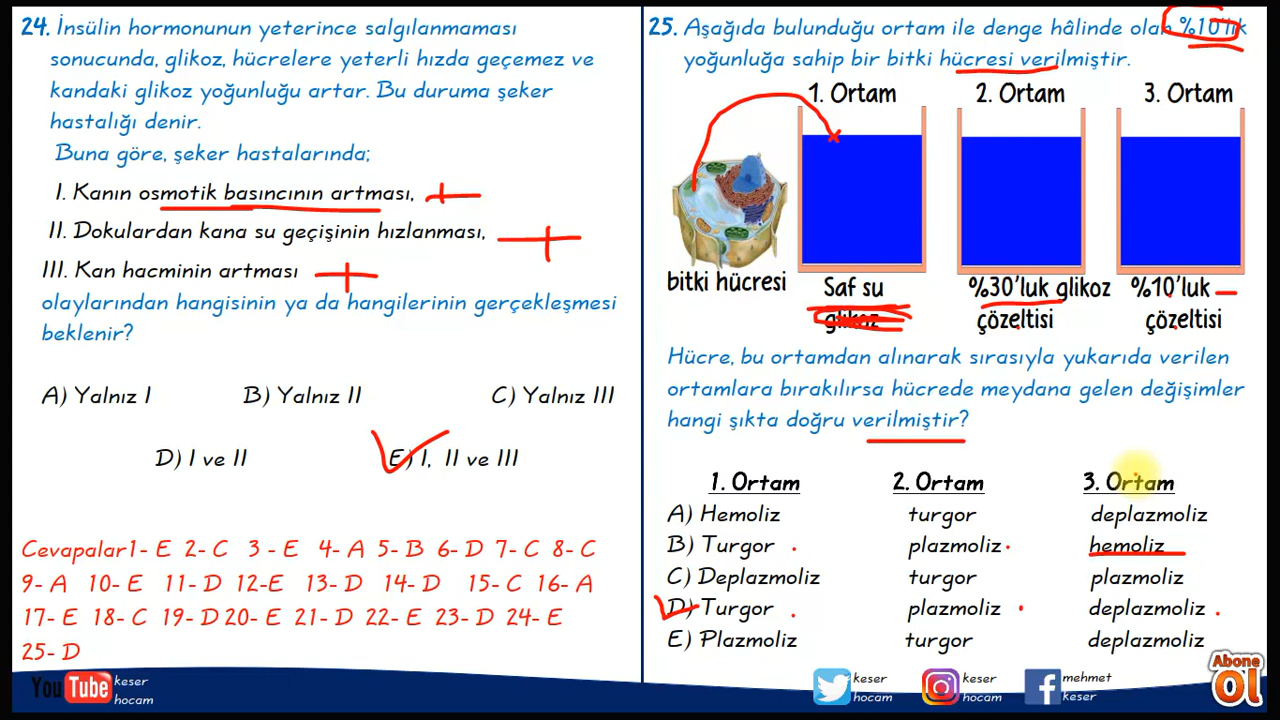 24. İnsülin hormonunun yeterince salgılanmaması
sonucunda, glikoz, hücrelere yeterli hızda geçemez ve
kandaki glikoz yoğunluğu artar. Bu duruma şeker
hastalığı denir.
Buna göre, şeker hastalarında;
I. Kanın osmotik basıncının artması,
II. Dokulardan kana su geçişinin hızlanması,
III. Kan hacminin artması
olaylarından hangisinin ya da hangilerinin gerçekleşmesi
beklenir?
A) Yalnız I B) Yalnız II C) Yalnız III
D) I ve II E) I, II ve III
Cevapalar1- E 2- C 3 - E 4- A 5- B 6- D 7- C 8- C
9- A 10- E 11- D 12-E 13- D 14- D 15- C 16- A
17- E 18- C 19- D 20- E 21- D 22- E 23- D 24- E
25- D
25. Aşağıda bulunduğu ortam ile denge hâlinde olan %10'lik
yoğunluğa sahip bir bitki hücresi verilmiştir.
1. Ortam 2. Ortam 3. Ortam
bitki hücresi
Saf su %30'luk glikoz %10'luk
glikoz çözeltisi çözeltisi
Hücre, bu ortamdan alınarak sırasıyla yukarıda verilen
ortamlara bırakılırsa hücrede meydana gelen değişimler
hangi şıkta doğru verilmiştir?
1. Ortam 2. Ortam 3. Ortam
A) Hemoliz turgor deplazmoliz
B) Turgor plazmoliz hemoliz
C) Deplazmoliz turgor plazmoliz
D) Turgor plazmoliz deplazmoliz
E) Plazmoliz turgor deplazmoliz
YouTube keser hocam
keser hocam
keser hocam
mehmet keser
Abone Ol